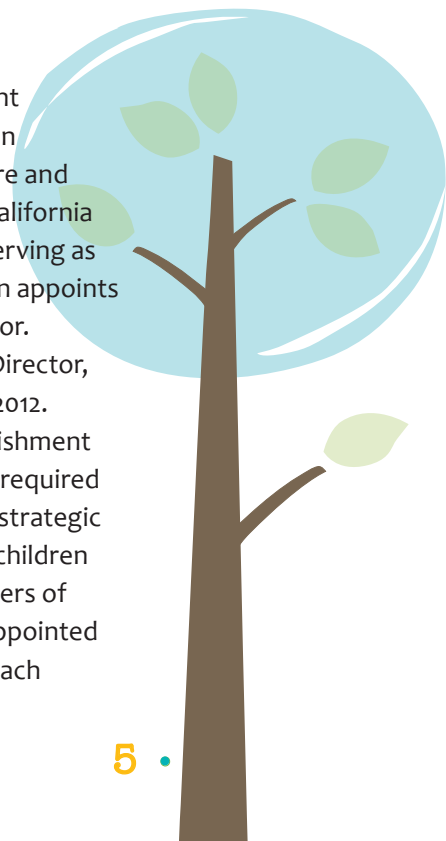 nt
n
re and
alifornia
erving as
n appoints
or.
Director,
2012.
ishment
required
strategic
children
ers of
ppointed
ach
5